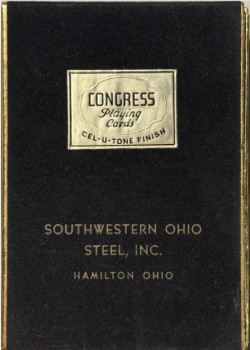 CONGRESS
Playing
Cards
CEL-U-TONE FINISH
SOUTHWESTERN OHIO
STEEL, INC.
HAMILTON OHIO